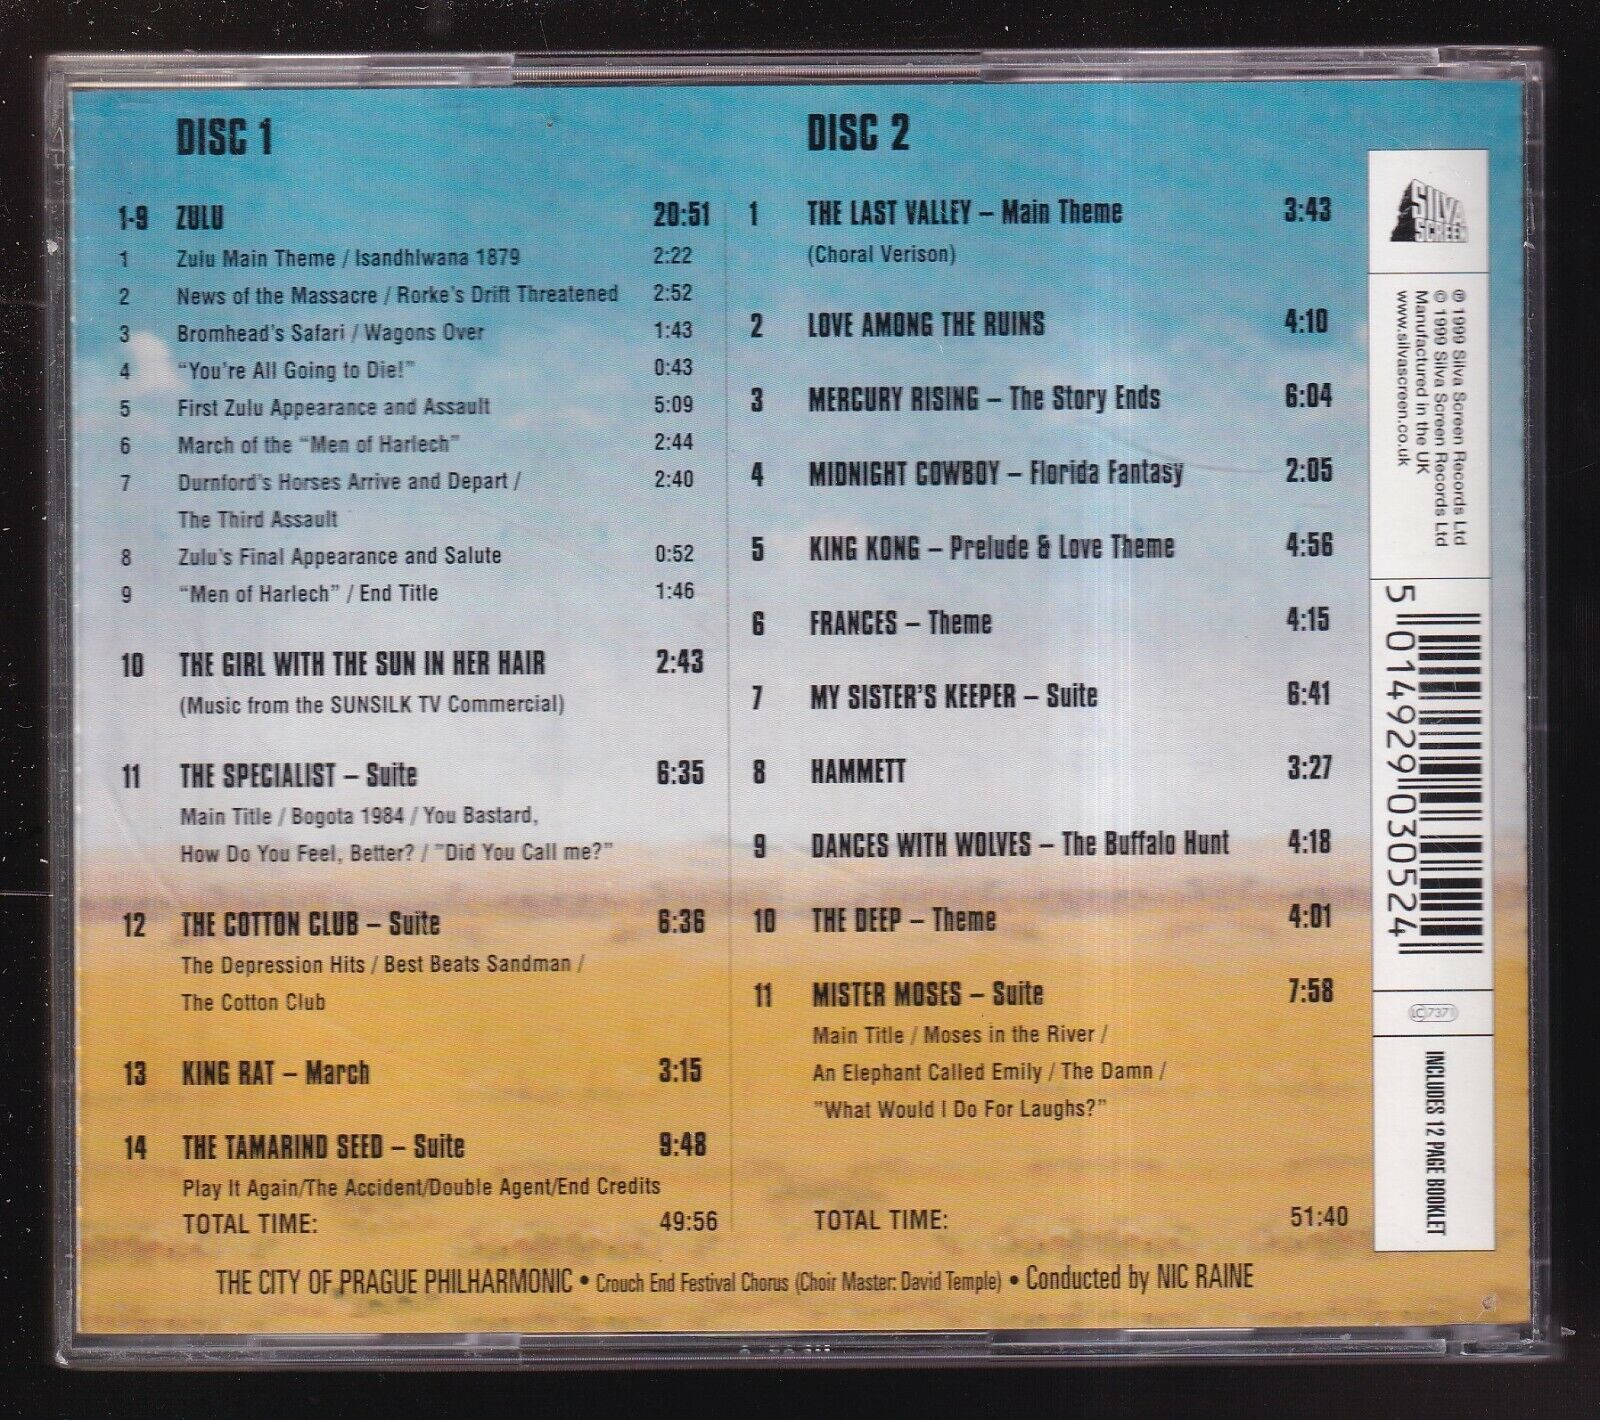 DISC 1
1-9 ZULU 20:51
1 Zulu Main Theme / Isandhlwana 1879 2:22
2 News of the Massacre / Rorke's Drift Threatened 2:52
3 Bromhead's Safari / Wagons Over 1:43
4 "You're All Going to Die!" 0:43
5 First Zulu Appearance and Assault 5:09
6 March of the "Men of Harlech" 2:44
7 Durnford's Horses Arrive and Depart / 2:40
The Third Assault
8 Zulu's Final Appearance and Salute 0:52
9 "Men of Harlech" / End Title 1:46
10 THE GIRL WITH THE SUN IN HER HAIR 2:43
(Music from the SUNSILK TV Commercial)
11 THE SPECIALIST – Suite 6:35
Main Title / Bogota 1984 / You Bastard,
How Do You Feel, Better? / "Did You Call me?"
12 THE COTTON CLUB – Suite 6:36
The Depression Hits / Best Beats Sandman /
The Cotton Club
13 KING RAT – March 3:15
14 THE TAMARIND SEED – Suite 9:48
Play It Again/The Accident/Double Agent/End Credits
TOTAL TIME: 49:56
DISC 2
1 THE LAST VALLEY – Main Theme 3:43
(Choral Verison)
2 LOVE AMONG THE RUINS 4:10
3 MERCURY RISING – The Story Ends 6:04
4 MIDNIGHT COWBOY – Florida Fantasy 2:05
5 KING KONG – Prelude & Love Theme 4:56
6 FRANCES – Theme 4:15
7 MY SISTER'S KEEPER – Suite 6:41
8 HAMMETT 3:27
9 DANCES WITH WOLVES – The Buffalo Hunt 4:18
10 THE DEEP – Theme 4:01
11 MISTER MOSES – Suite 7:58
Main Title / Moses in the River /
An Elephant Called Emily / The Damn /
"What Would I Do For Laughs?"
TOTAL TIME: 51:40
THE CITY OF PRAGUE PHILHARMONIC • Crouch End Festival Chorus (Choir Master: David Temple) • Conducted by NIC RAINE
SILVA
SCREEN
℗ 1999 Silva Screen Records Ltd
© 1999 Silva Screen Records Ltd
Manufactured in the UK
www.silvascreen.co.uk
5 014929 030524
LC 7371
INCLUDES 12 PAGE BOOKLET